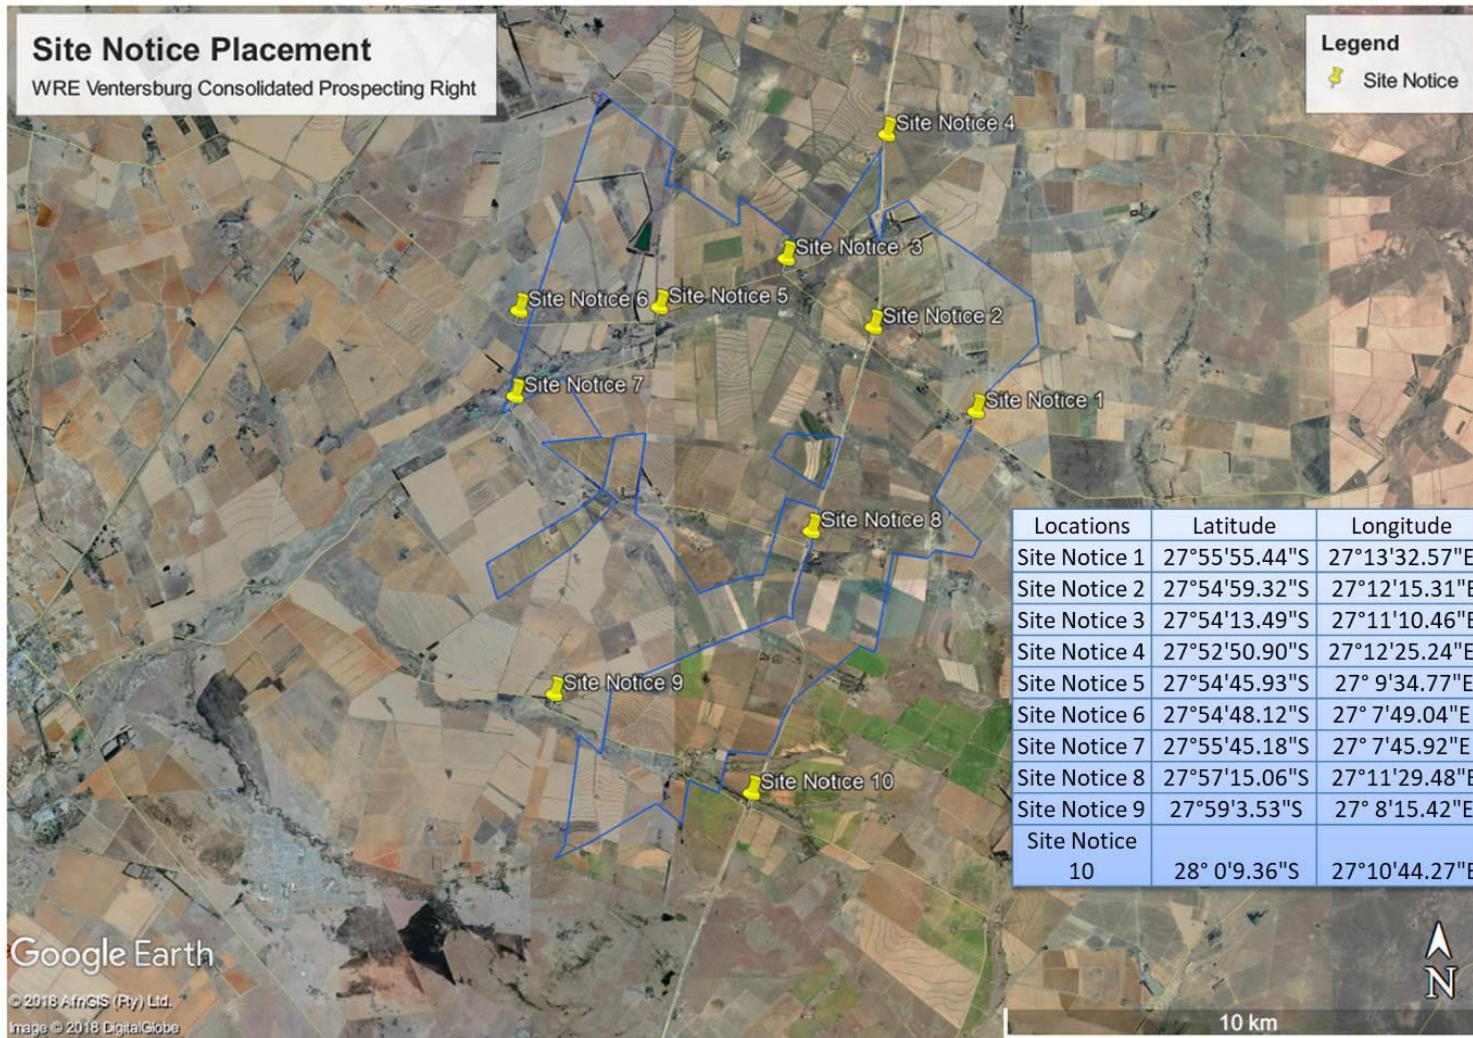 Site Notice Placement
WRE Ventersburg Consolidated Prospecting Right
Legend
Site Notice
Site Notice 4
Site Notice 3
Site Notice 6
Site Notice 5
Site Notice 2
Site Notice 7
Site Notice 1
Site Notice 8
Site Notice 9
Site Notice 10
Locations Latitude Longitude
Site Notice 1 27°55'55.44"S 27°13'32.57"E
Site Notice 2 27°54'59.32"S 27°12'15.31"E
Site Notice 3 27°54'13.49"S 27°11'10.46"E
Site Notice 4 27°52'50.90"S 27°12'25.24"E
Site Notice 5 27°54'45.93"S 27° 9'34.77"E
Site Notice 6 27°54'48.12"S 27° 7'49.04"E
Site Notice 7 27°55'45.18"S 27° 7'45.92"E
Site Notice 8 27°57'15.06"S 27°11'29.48"E
Site Notice 9 27°59'3.53"S 27° 8'15.42"E
Site Notice
10 28° 0'9.36"S 27°10'44.27"E
Google Earth
© 2018 AfriGIS (Pty) Ltd.
Image © 2018 DigitalGlobe
N
10 km